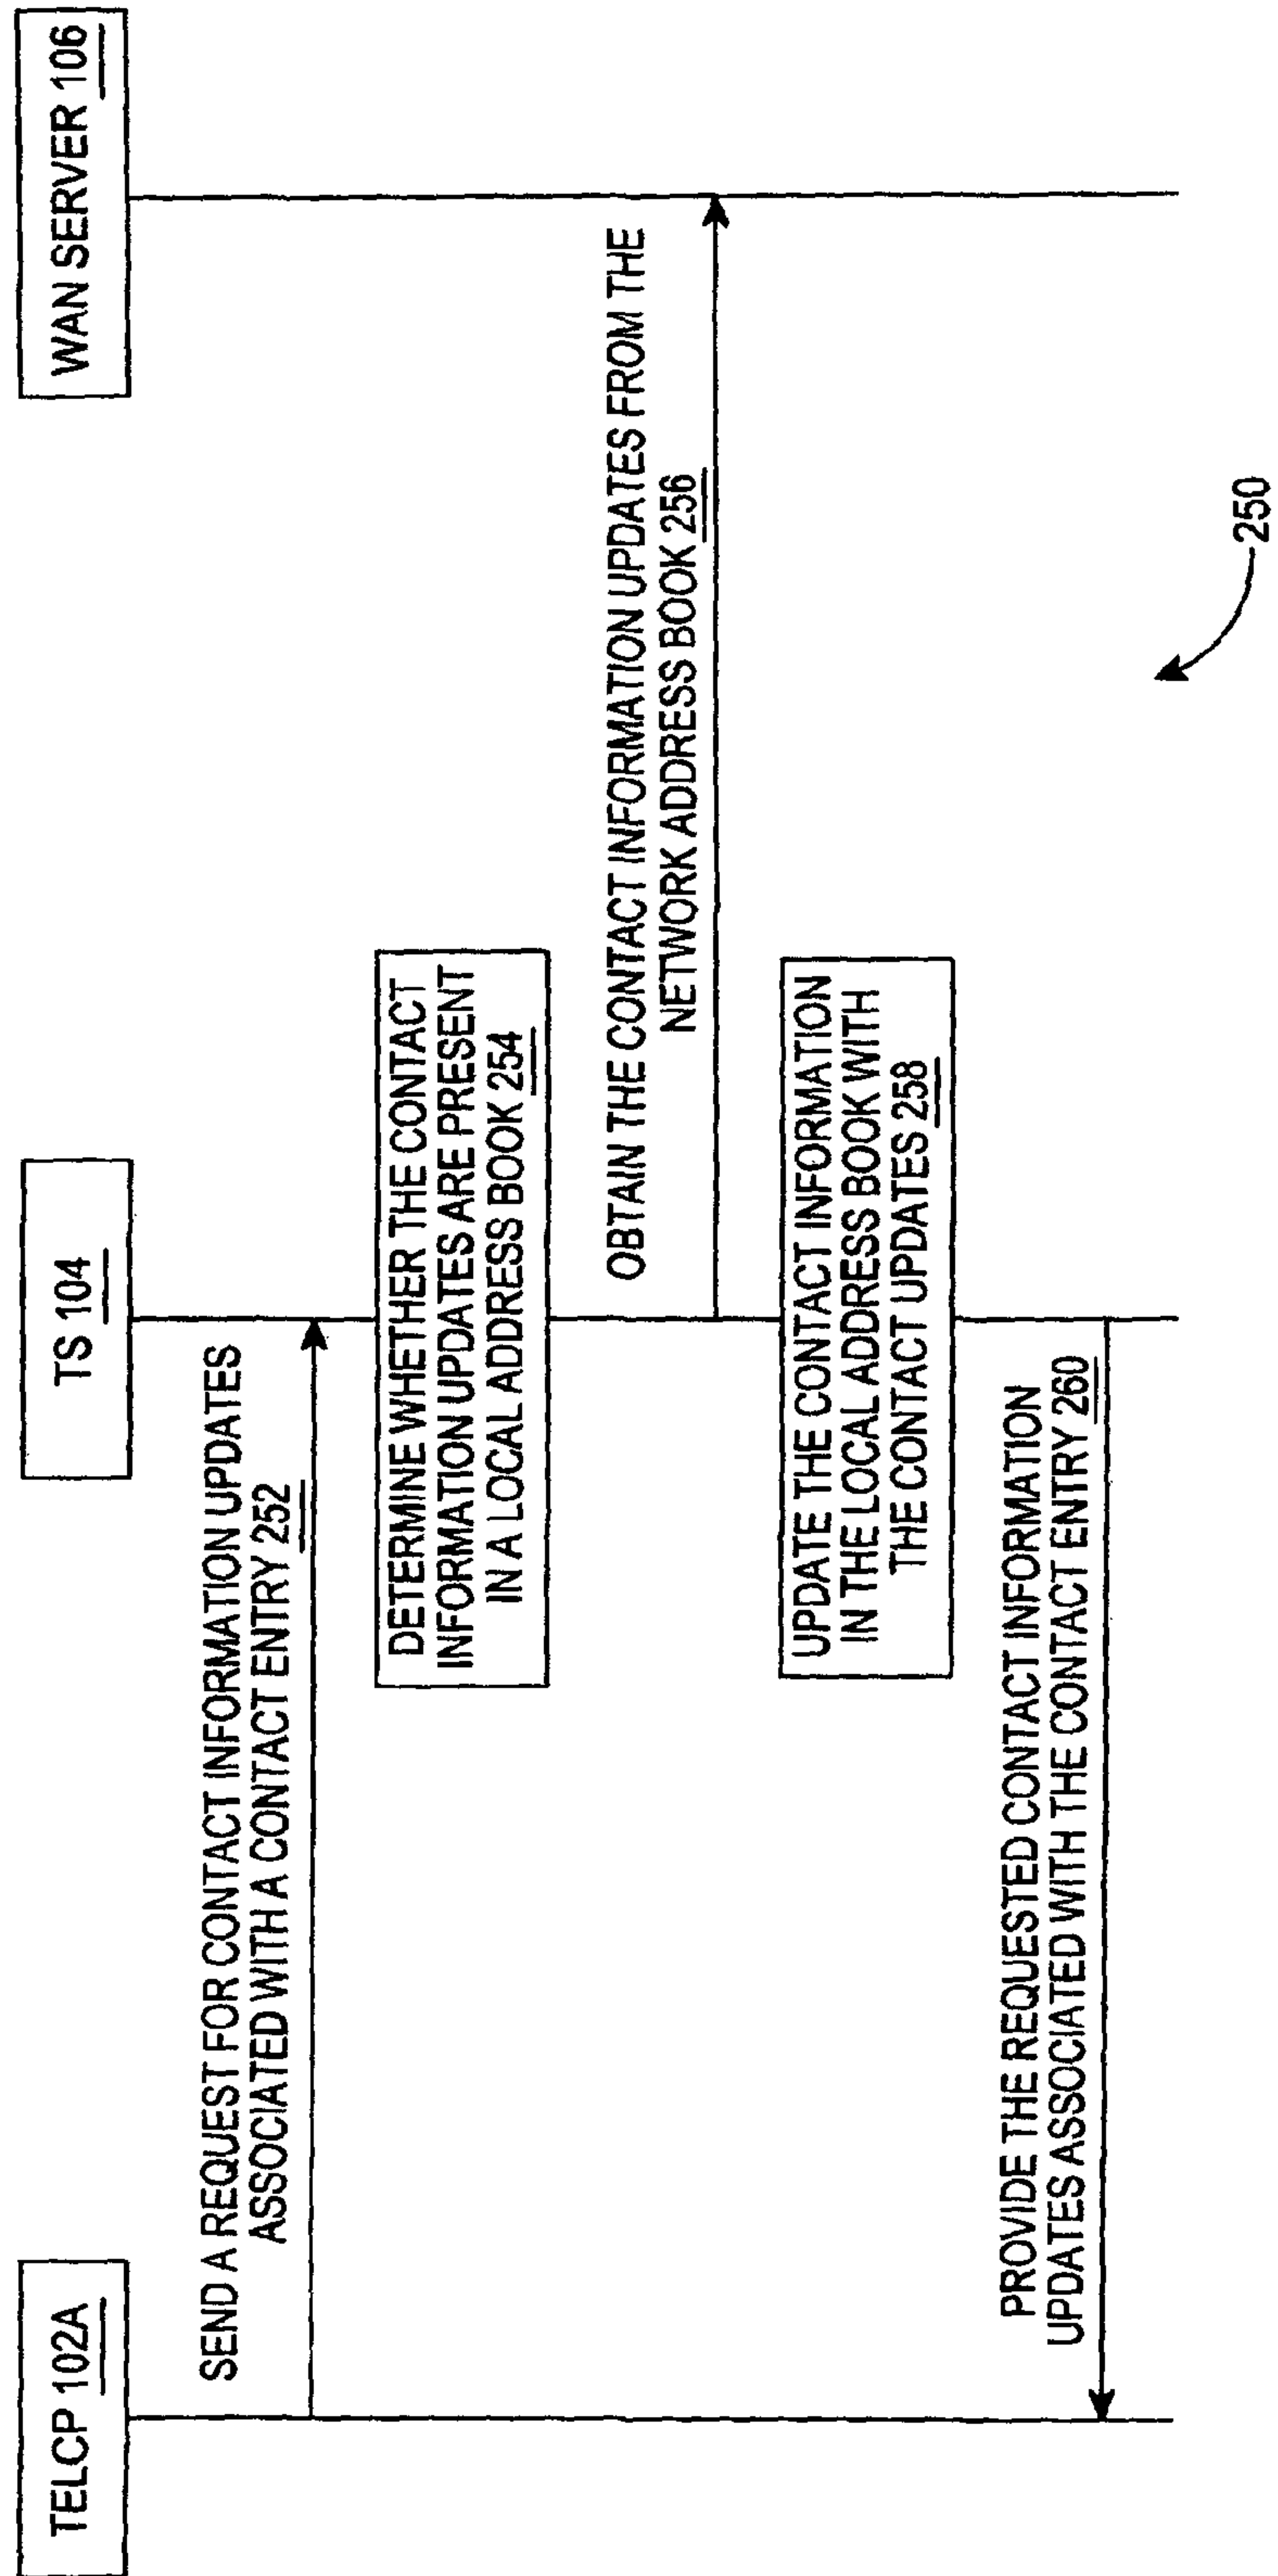 TELCP 102A
TS 104
WAN SERVER 106
SEND A REQUEST FOR CONTACT INFORMATION UPDATES
ASSOCIATED WITH A CONTACT ENTRY 252
DETERMINE WHETHER THE CONTACT
INFORMATION UPDATES ARE PRESENT
IN A LOCAL ADDRESS BOOK 254
OBTAIN THE CONTACT INFORMATION UPDATES FROM THE
NETWORK ADDRESS BOOK 256
UPDATE THE CONTACT INFORMATION
IN THE LOCAL ADDRESS BOOK WITH
THE CONTACT UPDATES 258
PROVIDE THE REQUESTED CONTACT INFORMATION
UPDATES ASSOCIATED WITH THE CONTACT ENTRY 260
250